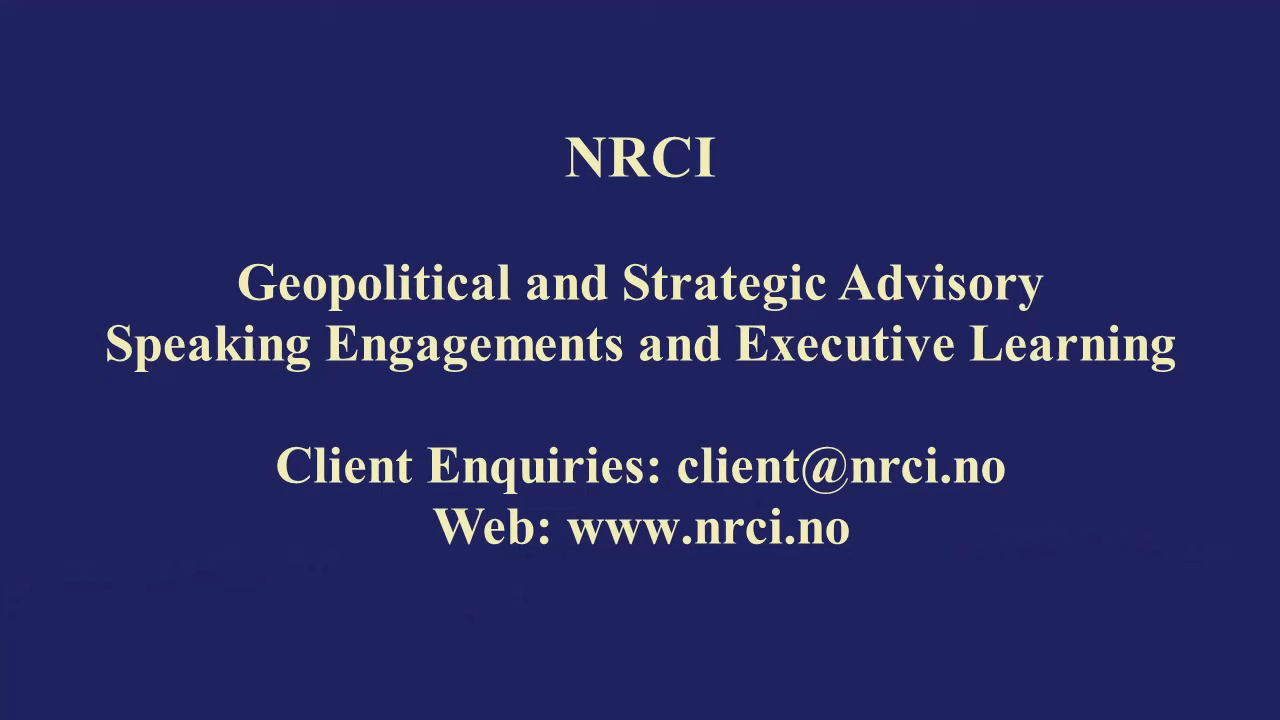 NRCI
Geopolitical and Strategic Advisory
Speaking Engagements and Executive Learning
Client Enquiries: client@nrci.no
Web: www.nrci.no